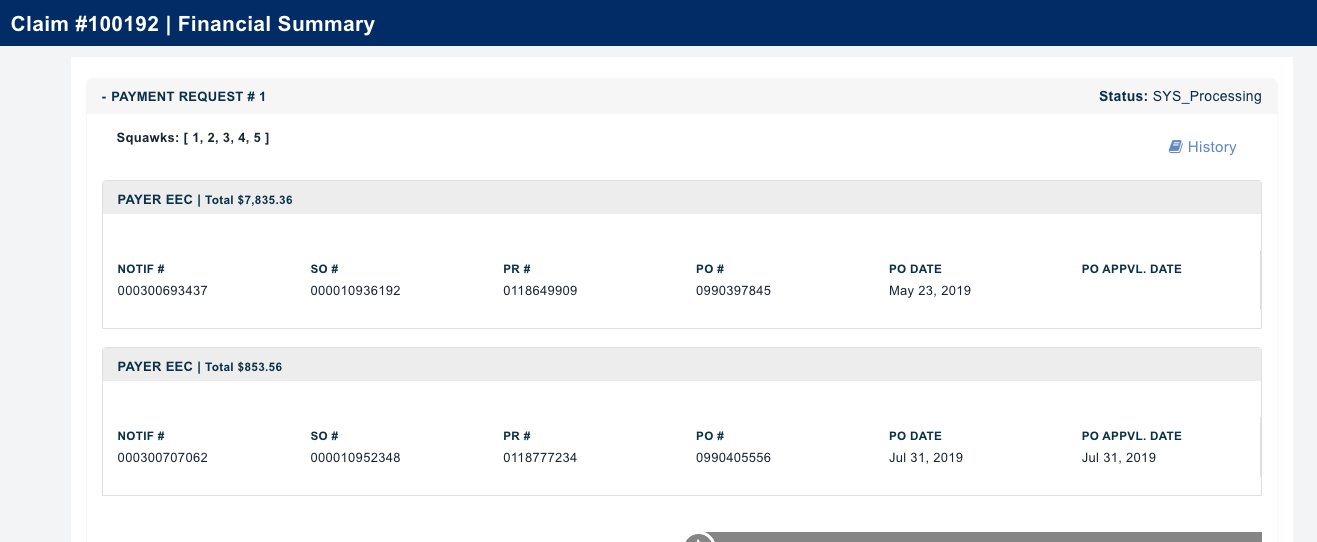 Claim #100192 | Financial Summary
- PAYMENT REQUEST # 1 Status: SYS_Processing
Squawks: [ 1, 2, 3, 4, 5 ]
History
PAYER EEC | Total $7,835.36
NOTIF # SO # PR # PO # PO DATE PO APPVL. DATE
000300693437 000010936192 0118649909 0990397845 May 23, 2019
PAYER EEC | Total $853.56
NOTIF # SO # PR # PO # PO DATE PO APPVL. DATE
000300707062 000010952348 0118777234 0990405556 Jul 31, 2019 Jul 31, 2019